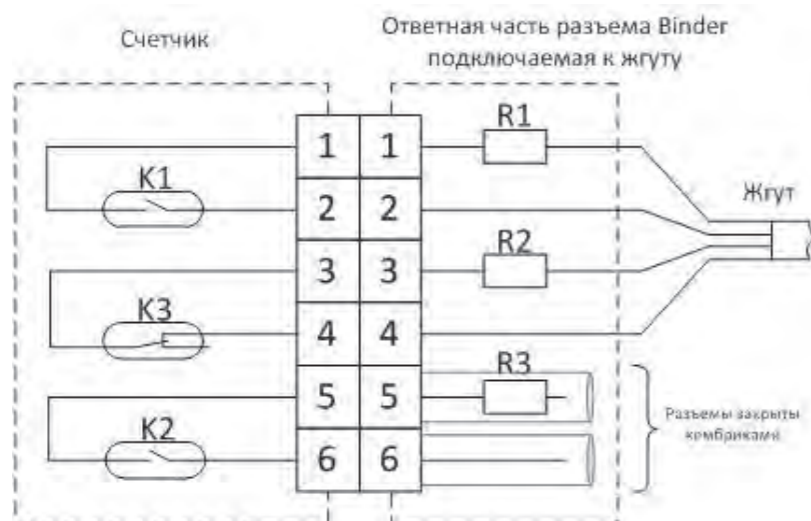 Счетчик
Ответная часть разъема Binder
подключаемая к жгуту
R1
1 1
K1
Жгут
2 2
R2
3 3
K3
4 4
R3
5 5
Разъемы закрыты
кембриками
K2
6 6